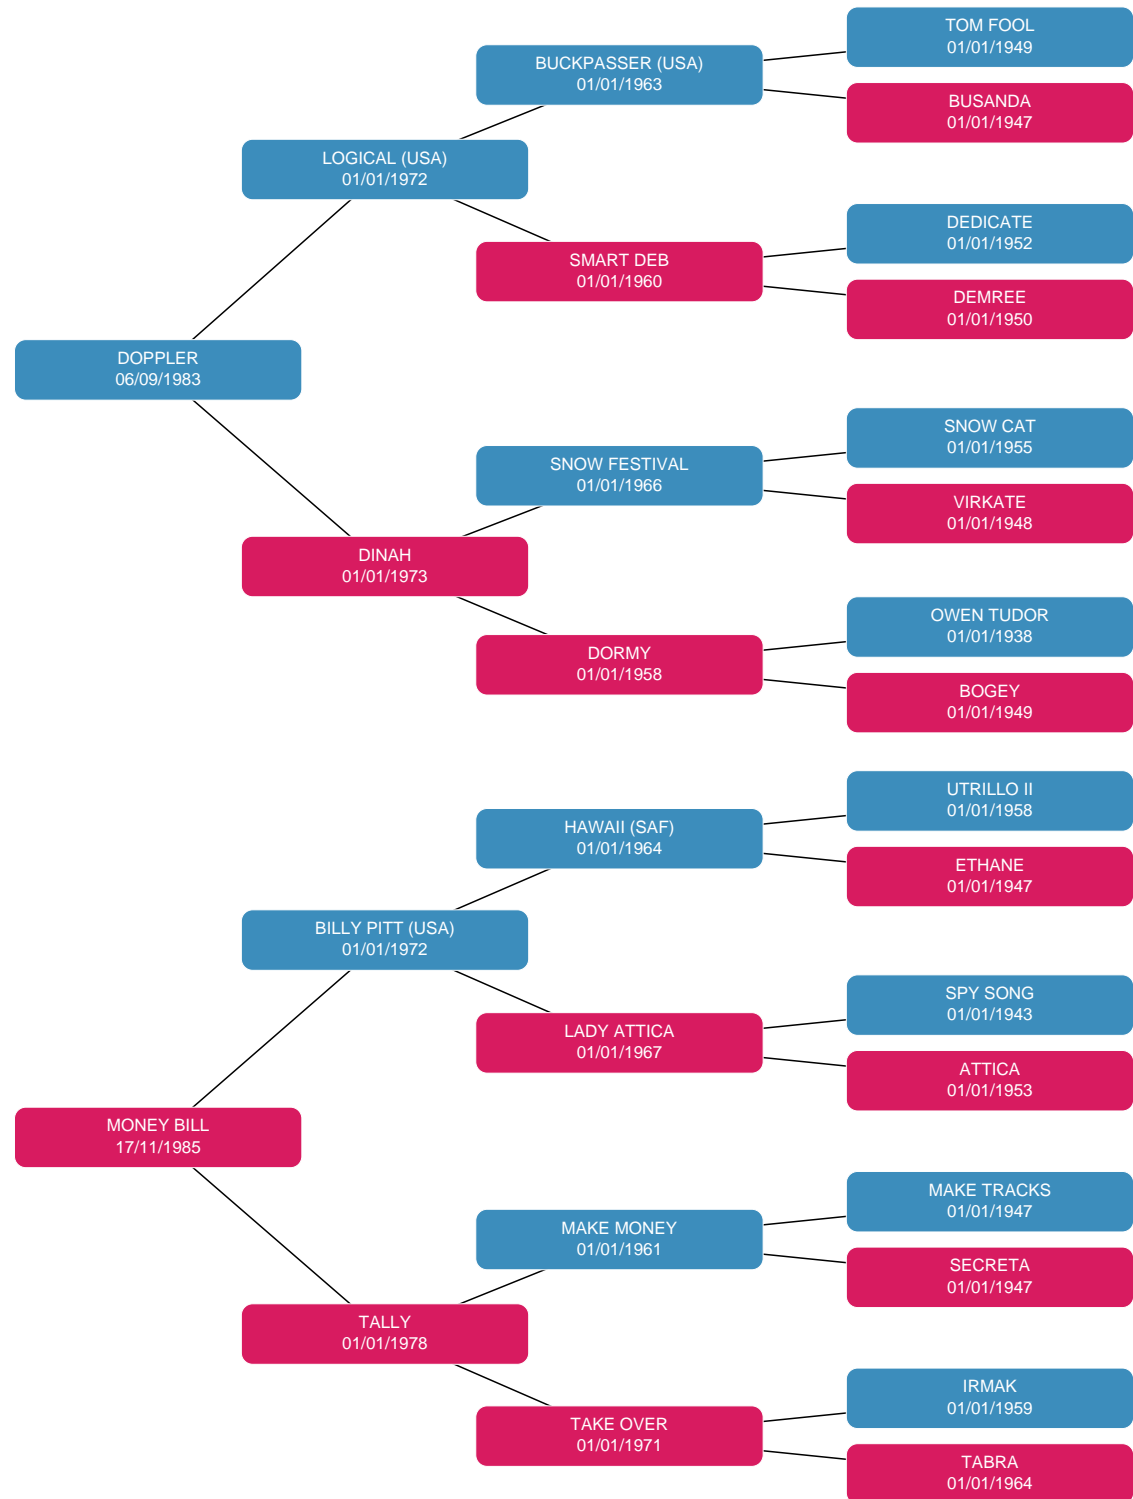 TOM FOOL
01/01/1949
BUCKPASSER (USA)
01/01/1963
BUSANDA
01/01/1947
LOGICAL (USA)
01/01/1972
DEDICATE
01/01/1952
SMART DEB
01/01/1960
DEMREE
01/01/1950
DOPPLER
06/09/1983
SNOW CAT
01/01/1955
SNOW FESTIVAL
01/01/1966
VIRKATE
01/01/1948
DINAH
01/01/1973
OWEN TUDOR
01/01/1938
DORMY
01/01/1958
BOGEY
01/01/1949
UTRILLO II
01/01/1958
HAWAII (SAF)
01/01/1964
ETHANE
01/01/1947
BILLY PITT (USA)
01/01/1972
SPY SONG
01/01/1943
LADY ATTICA
01/01/1967
ATTICA
01/01/1953
MONEY BILL
17/11/1985
MAKE TRACKS
01/01/1947
MAKE MONEY
01/01/1961
SECRETA
01/01/1947
TALLY
01/01/1978
IRMAK
01/01/1959
TAKE OVER
01/01/1971
TABRA
01/01/1964